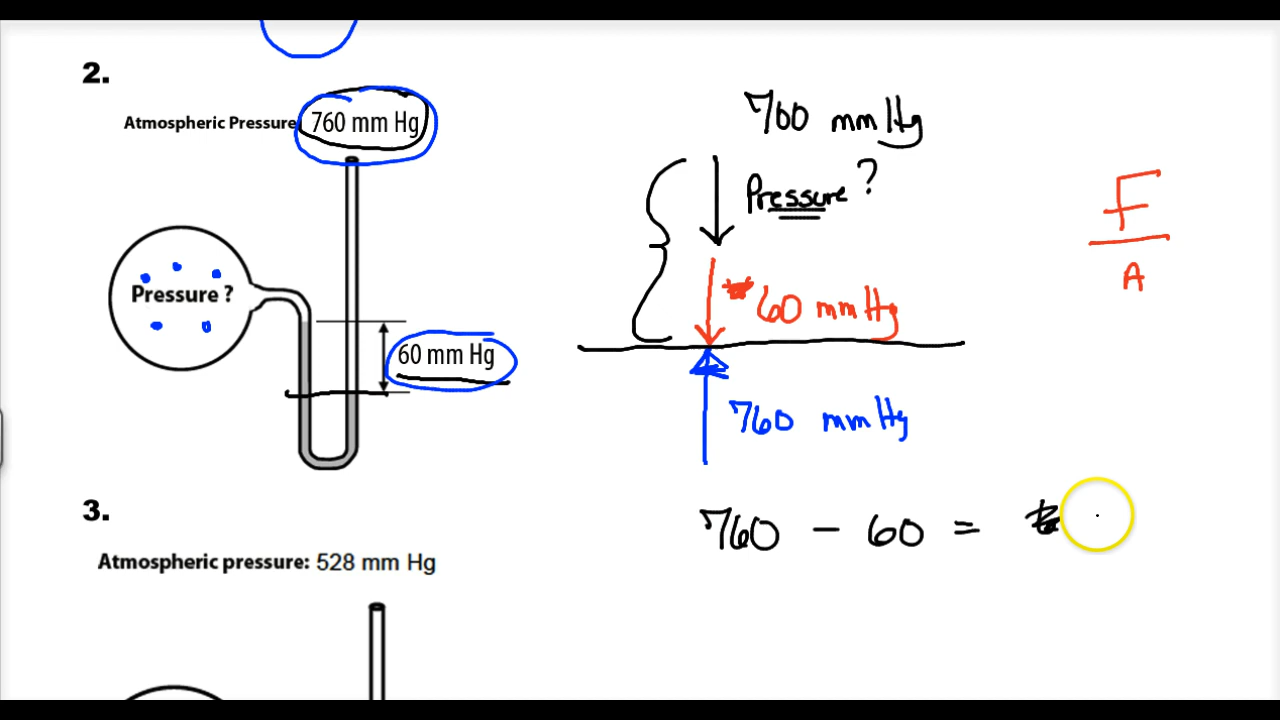 2.
Atmospheric Pressure 760 mm Hg
Pressure ?
60 mm Hg
700 mm Hg
Pressure ?
60 mm Hg
760 mm Hg
F
A
760 - 60 =
3.
Atmospheric pressure: 528 mm Hg